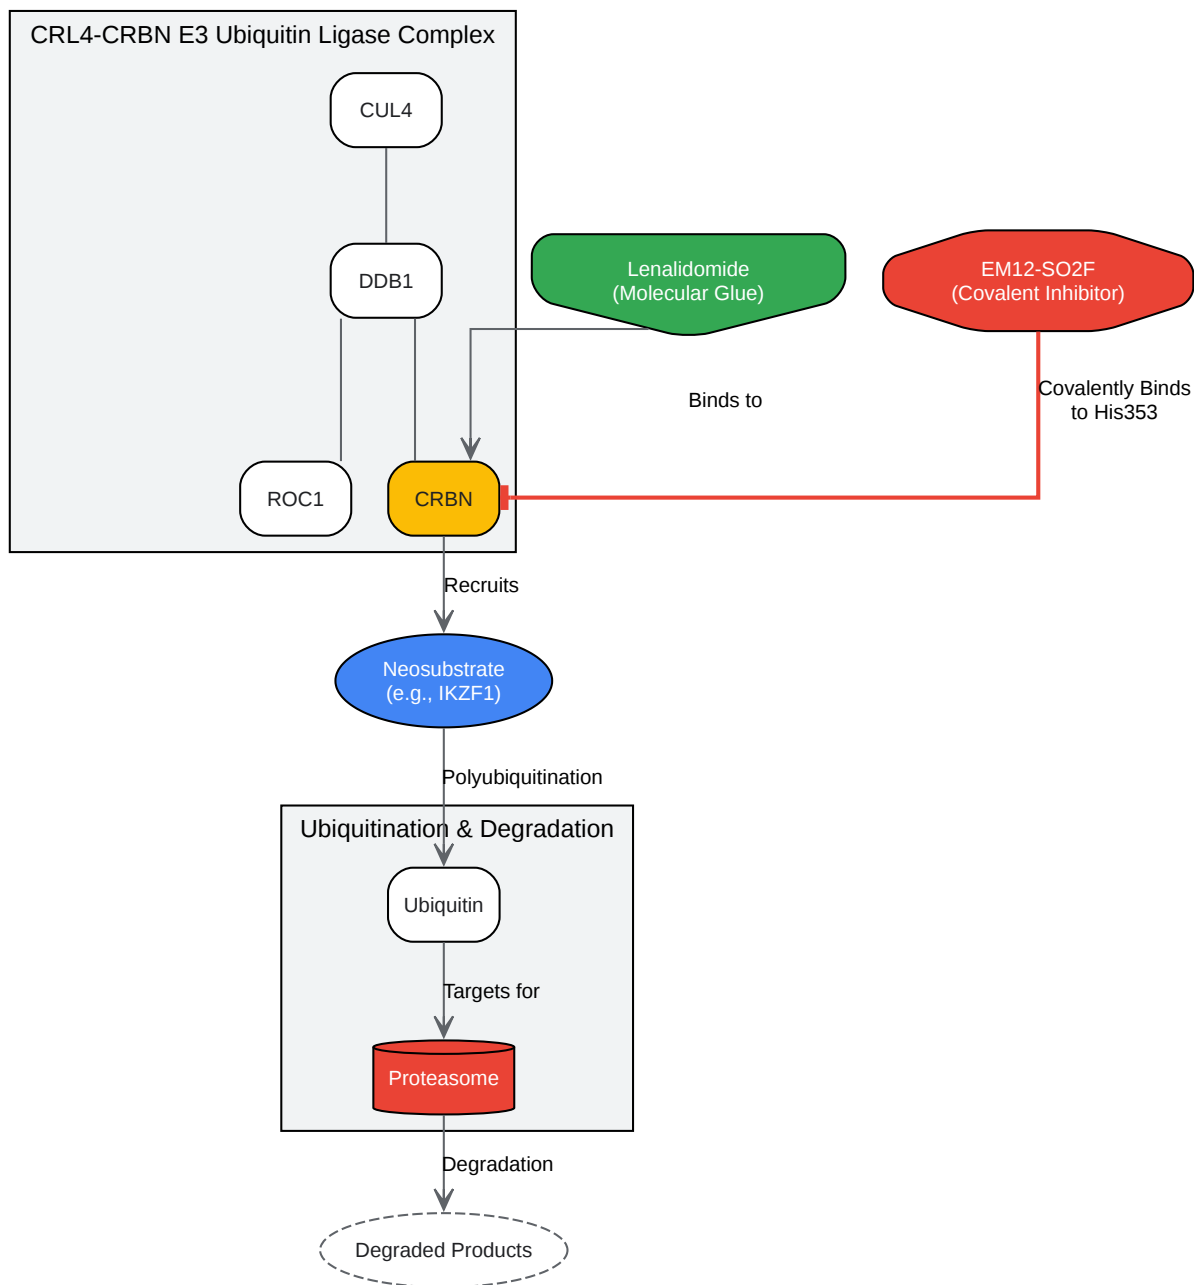 CRL4-CRBN E3 Ubiquitin Ligase Complex
CUL4
DDB1
Lenalidomide
(Molecular Glue)
EM12-SO2F
(Covalent Inhibitor)
Binds to
Covalently Binds
to His353
ROC1
CRBN
Recruits
Neosubstrate
(e.g., IKZF1)
Polyubiquitination
Ubiquitination & Degradation
Ubiquitin
Targets for
Proteasome
Degradation
Degraded Products